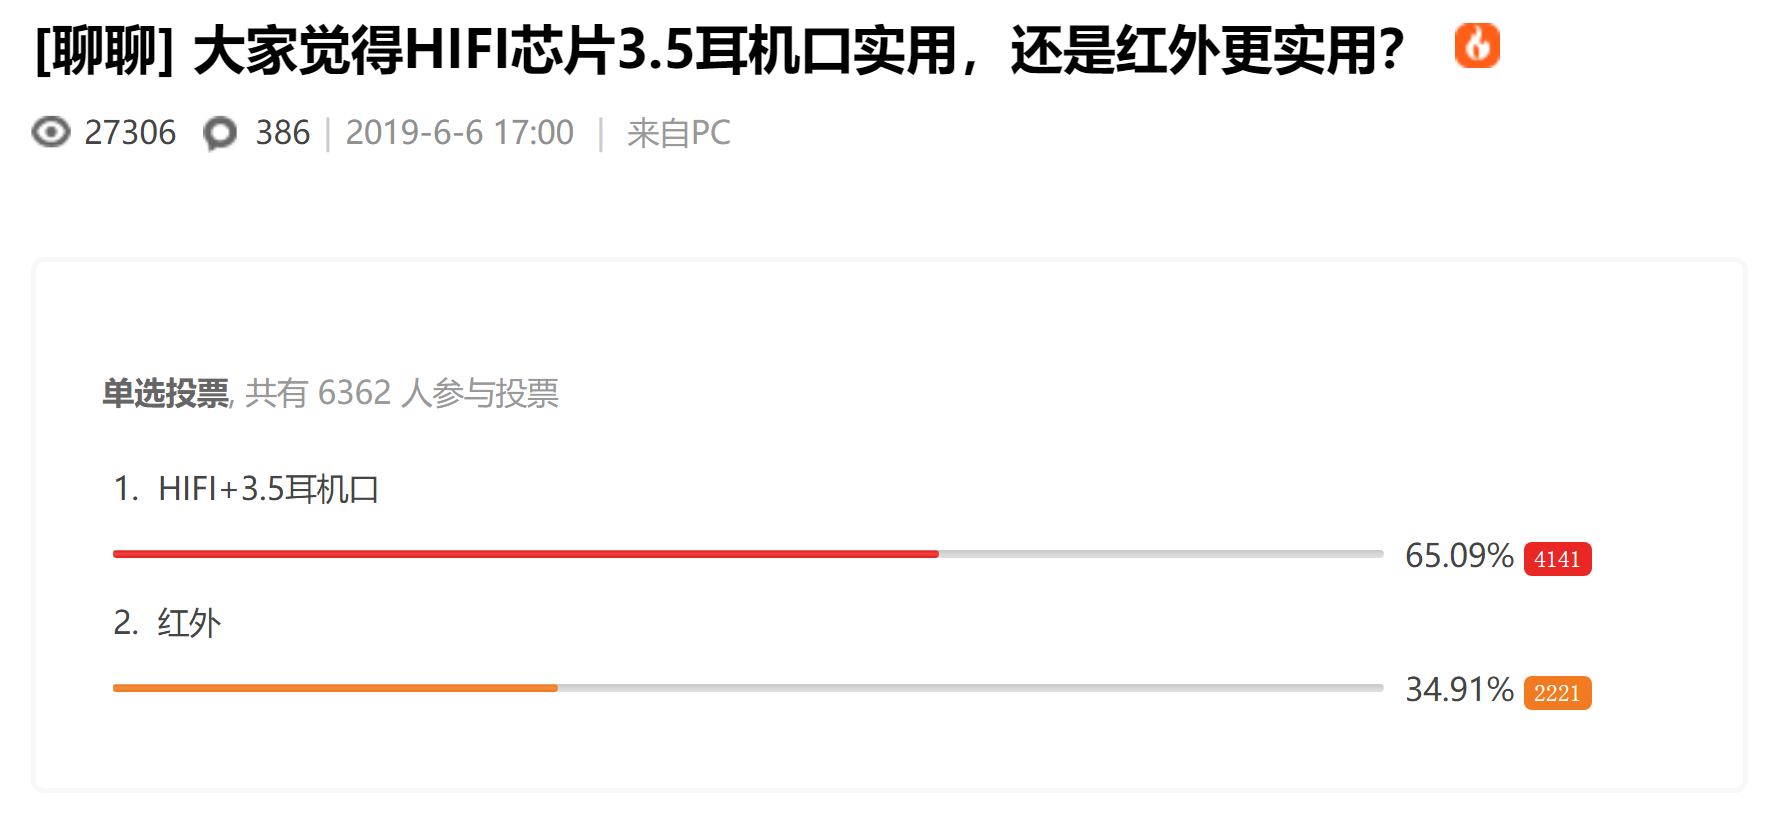 [聊聊] 大家觉得HIFI芯片3.5耳机口实用，还是红外更实用？
27306 386 | 2019-6-6 17:00 | 来自PC
单选投票, 共有 6362 人参与投票
1. HIFI+3.5耳机口
65.09% 4141
2. 红外
34.91% 2221